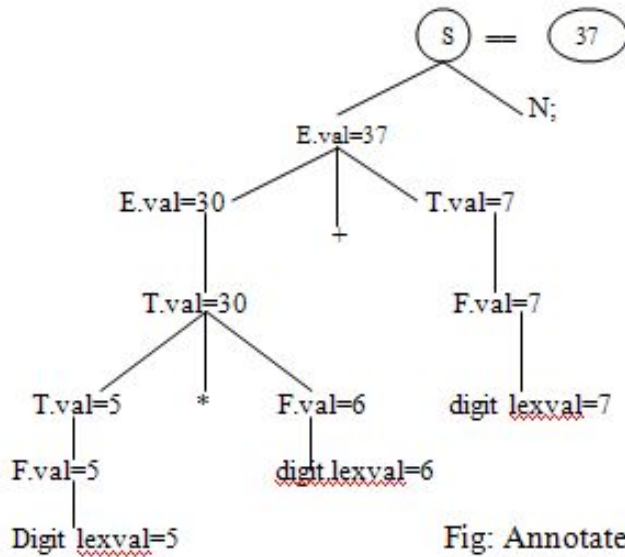 S == 37
N;
E.val=37
E.val=30 + T.val=7
T.val=30 F.val=7
T.val=5 * F.val=6 digit lexval=7
F.val=5 digit.lexval=6
Digit lexval=5 Fig: Annotate